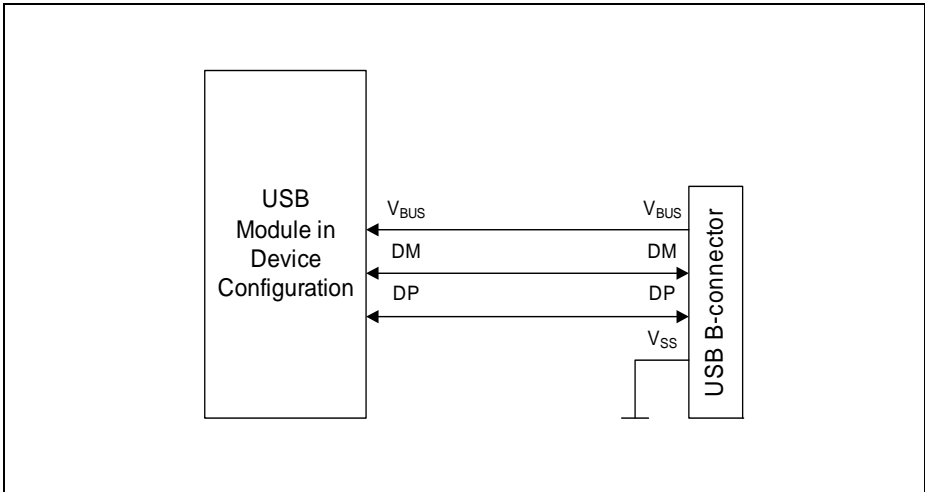 USB
Module in
Device
Configuration
VBUS
VBUS
DM
DM
DP
DP
VSS
USB B-connector